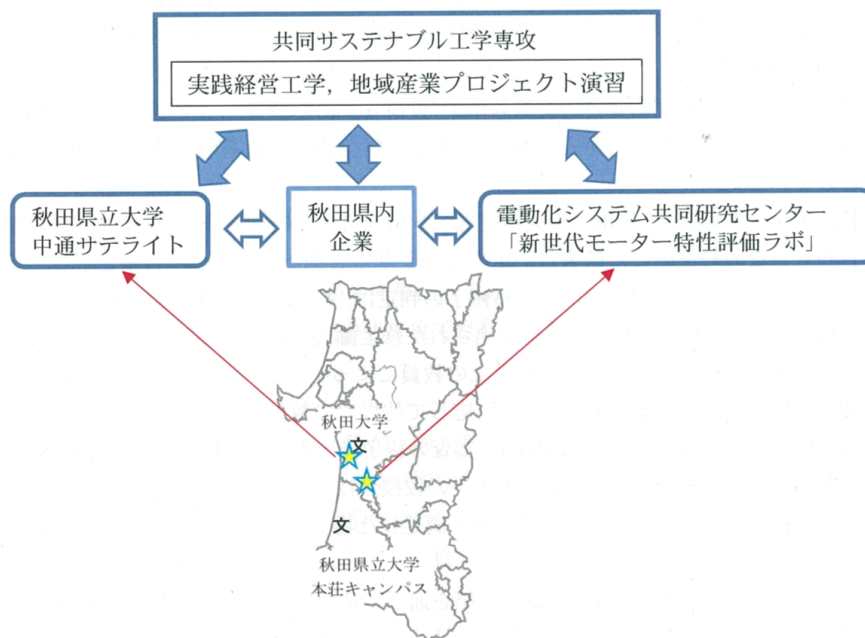 共同サステナブル工学専攻
実践経営工学，地域産業プロジェクト演習
秋田県立大学
中通サテライト
秋田県内
企業
電動化システム共同研究センター
「新世代モーター特性評価ラボ」
秋田大学
文
文
秋田県立大学
本荘キャンパス